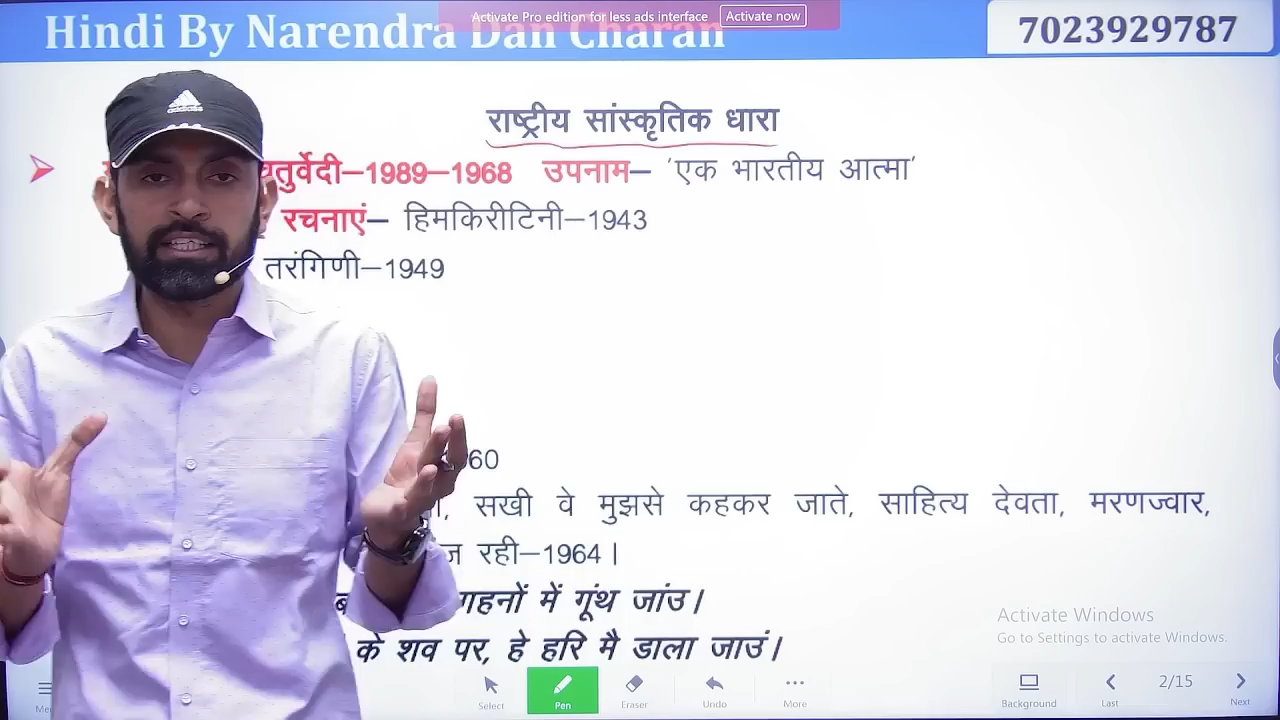 Hindi By Narendra Dan Charan
Activate Pro edition for less ads interface Activate now
7023929787
राष्ट्रीय सांस्कृतिक धारा
चतुर्वेदी–1989–1968 उपनाम– 'एक भारतीय आत्मा'
रचनाएं– हिमकिरीटिनी–1943
तरंगिणी–1949
60
सखी वे मुझसे कहकर जाते, साहित्य देवता, मरणज्वार,
रही–1964।
गहनों में गूंथ जांउ।
के शव पर, हे हरि मै डाला जाउं।
Activate Windows
Go to Settings to activate Windows.
Select
Pen
Eraser
Undo
More
Background
Last
2/15
Next